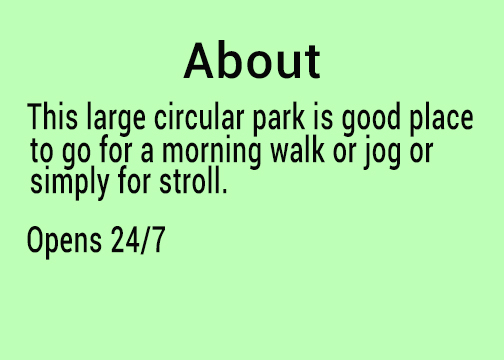 About
This large circular park is good place
to go for a morning walk or jog or
simply for stroll.
Opens 24/7